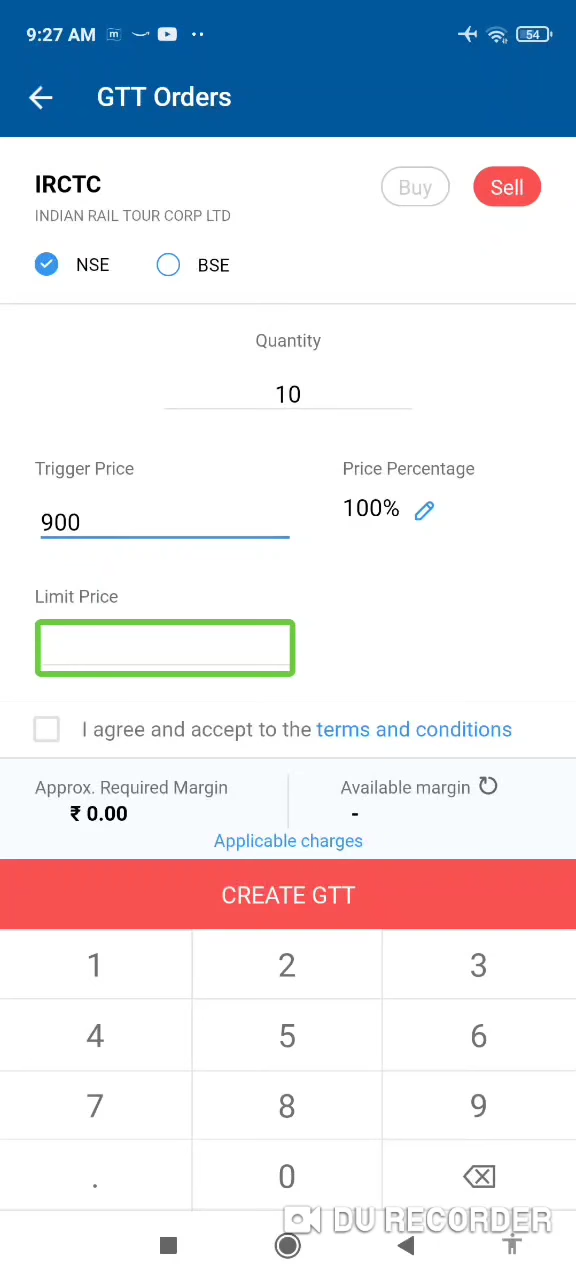 9:27 AM
54
GTT Orders
IRCTC
Buy
Sell
INDIAN RAIL TOUR CORP LTD
NSE
BSE
Quantity
10
Trigger Price
Price Percentage
900
100%
Limit Price
I agree and accept to the terms and conditions
Approx. Required Margin
Available margin
₹ 0.00
-
Applicable charges
CREATE GTT
1 2 3
4 5 6
7 8 9
. 0
DU RECORDER